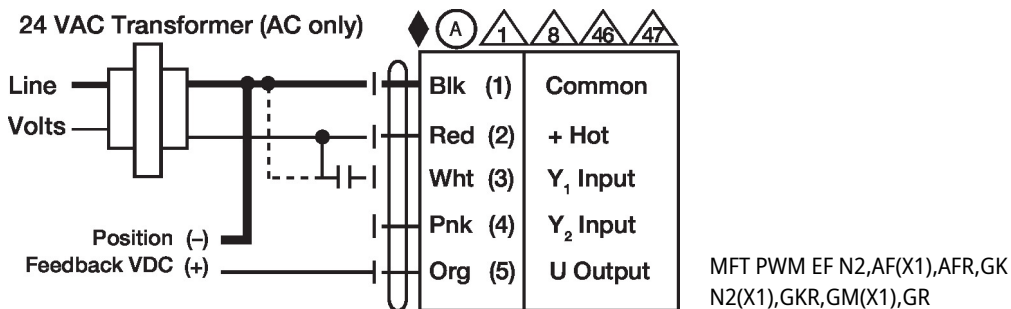 24 VAC Transformer (AC only)
A 1 8 46 47
Line
Volts
Blk (1) Common
Red (2) + Hot
Wht (3) Y1 Input
Pnk (4) Y2 Input
Org (5) U Output
Position (–)
Feedback VDC (+)
MFT PWM EF N2,AF(X1),AFR,GK
N2(X1),GKR,GM(X1),GR